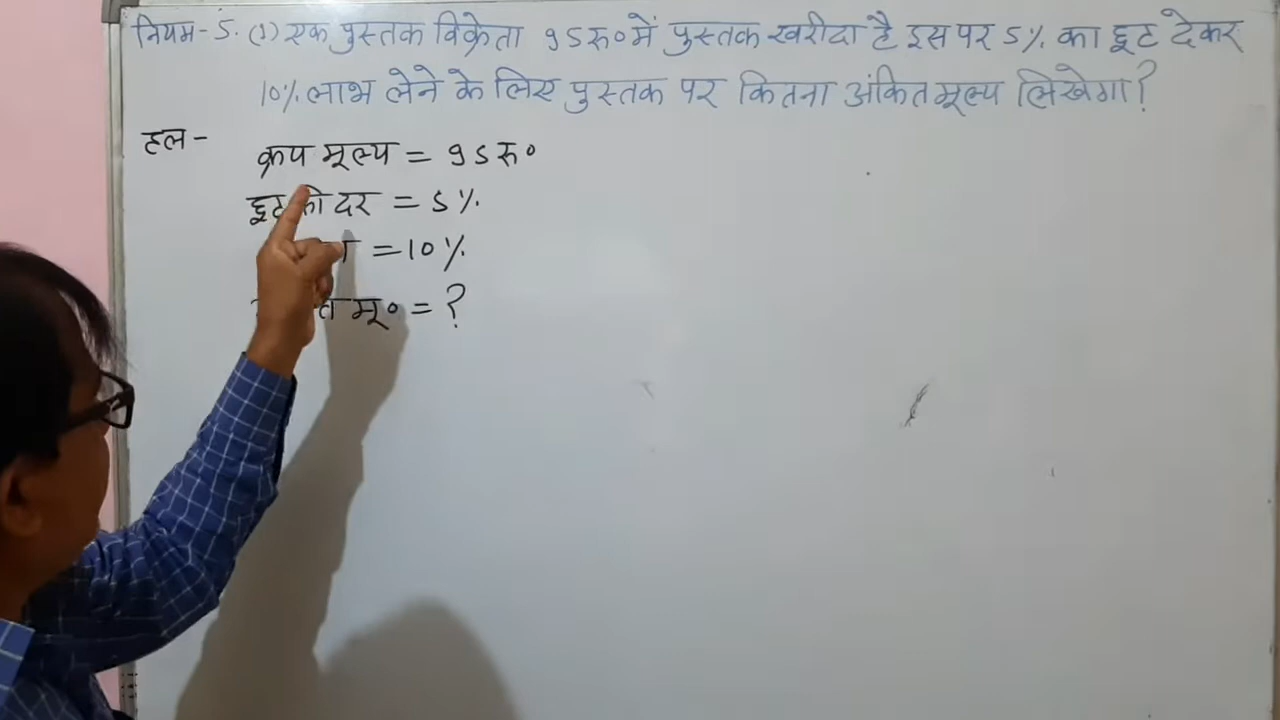 नियम-5. (1) एक पुस्तक विक्रेता 95रु० में पुस्तक खरीदा है इस पर 5% का छूट देकर
10% लाभ लेने के लिए पुस्तक पर कितना अंकित मूल्य लिखेगा?
हल-
क्रय मूल्य = 95रु०
छूट की दर = 5%
= 10%
मू० = ?